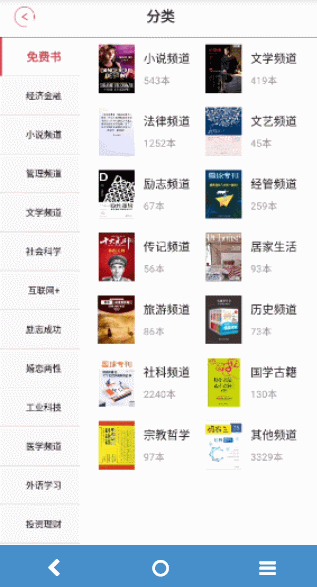 分类
免费书
经济金融
小说频道
管理频道
文学频道
社会科学
互联网+
励志成功
婚恋两性
工业科技
医学频道
外语学习
投资理财
小说频道
543本
文学频道
419本
法律频道
1252本
文艺频道
45本
励志频道
67本
经管频道
259本
传记频道
56本
居家生活
93本
旅游频道
86本
历史频道
73本
社科频道
2240本
国学古籍
130本
宗教哲学
97本
其他频道
3329本